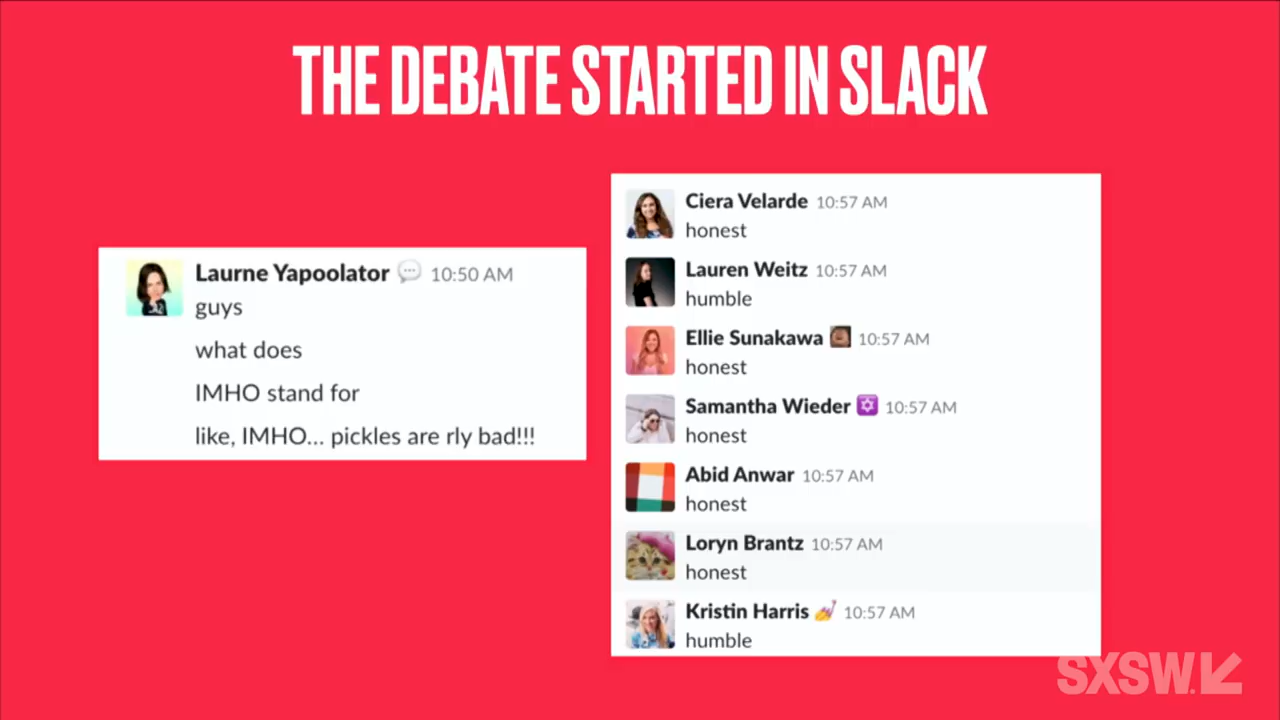 THE DEBATE STARTED IN SLACK
Laurne Yapoolator 10:50 AM
guys
what does
IMHO stand for
like, IMHO... pickles are rly bad!!!
Ciera Velarde 10:57 AM
honest
Lauren Weitz 10:57 AM
humble
Ellie Sunakawa 10:57 AM
honest
Samantha Wieder 10:57 AM
honest
Abid Anwar 10:57 AM
honest
Loryn Brantz 10:57 AM
honest
Kristin Harris 10:57 AM
humble
SXSW.